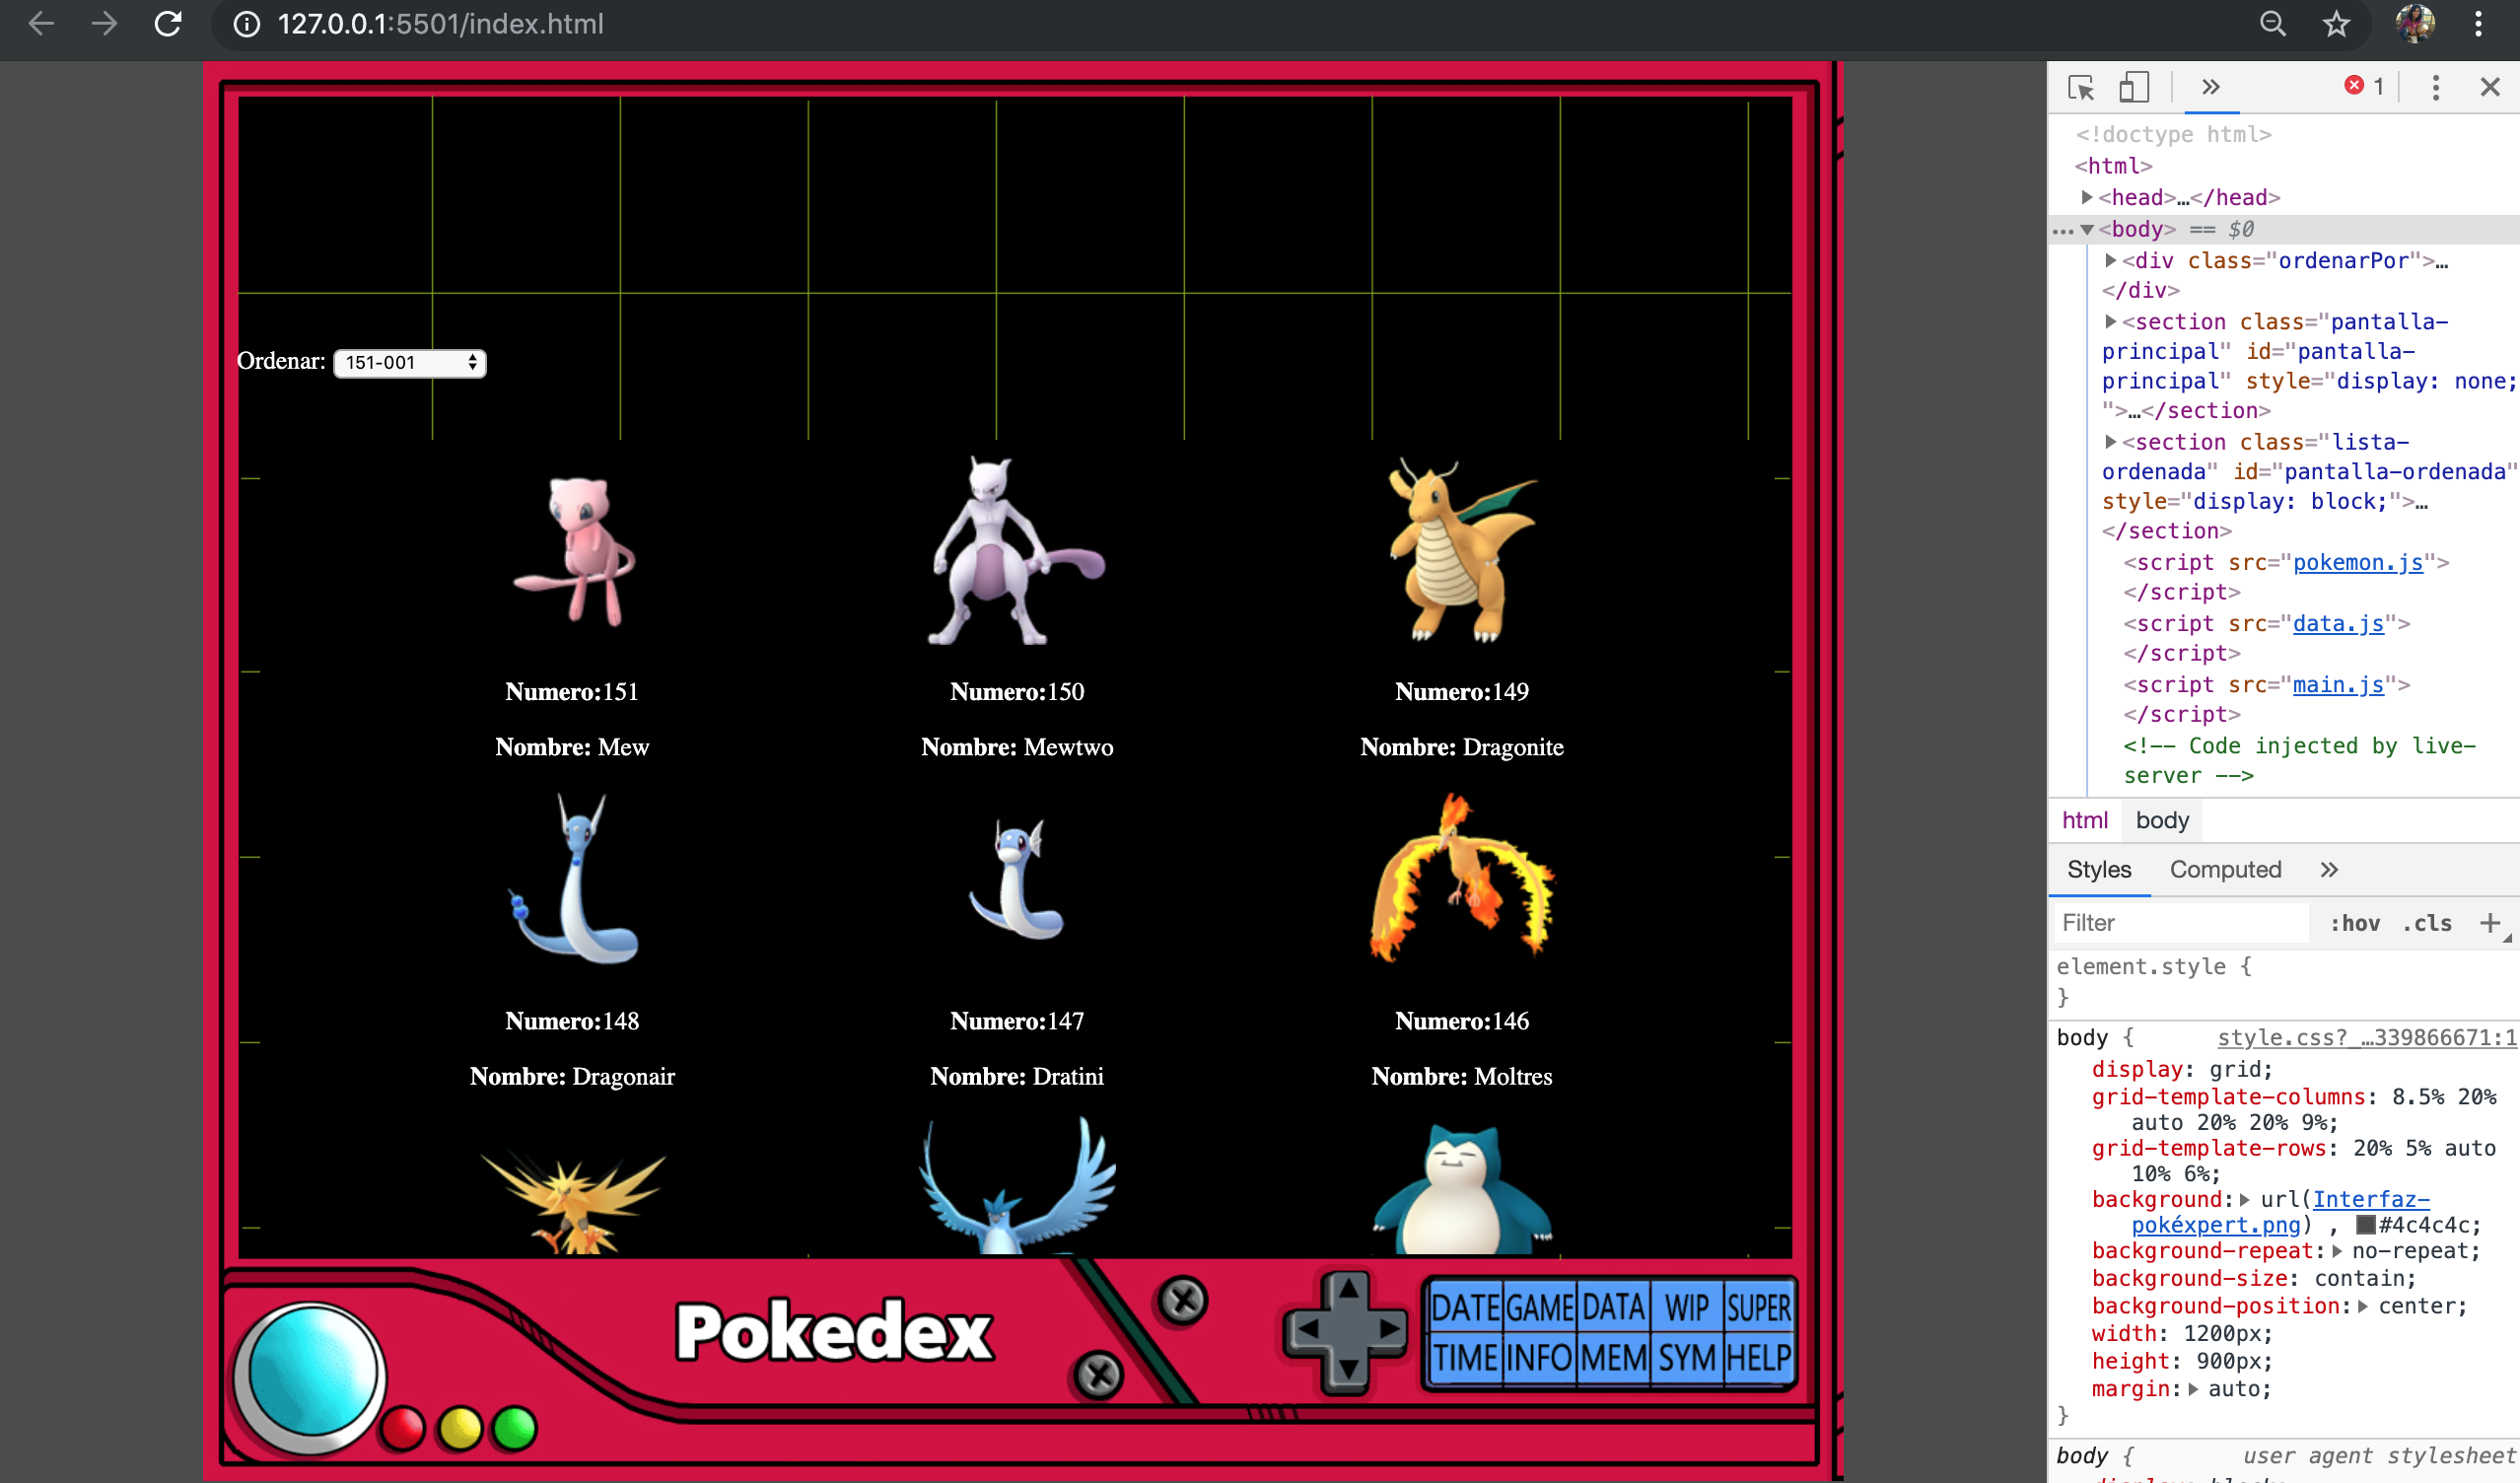 127.0.0.1:5501/index.html
Ordenar: 151-001
Numero:151
Nombre: Mew
Numero:150
Nombre: Mewtwo
Numero:149
Nombre: Dragonite
Numero:148
Nombre: Dragonair
Numero:147
Nombre: Dratini
Numero:146
Nombre: Moltres
Pokedex
DATE GAME DATA WIP SUPER
TIME INFO MEM SYM HELP
1
<!doctype html>
<html>
<head>…</head>
… <body> == $0
<div class="ordenarPor">…
</div>
<section class="pantalla-
principal" id="pantalla-
principal" style="display: none;
">…</section>
<section class="lista-
ordenada" id="pantalla-ordenada"
style="display: block;">…
</section>
<script src="pokemon.js">
</script>
<script src="data.js">
</script>
<script src="main.js">
</script>
<!-- Code injected by live-
server -->
html body
Styles Computed
Filter :hov .cls
element.style {
}
body { style.css?_…339866671:1
display: grid;
grid-template-columns: 8.5% 20%
auto 20% 20% 9%;
grid-template-rows: 20% 5% auto
10% 6%;
background: url(Interfaz-
pokéxpert.png) , #4c4c4c;
background-repeat: no-repeat;
background-size: contain;
background-position: center;
width: 1200px;
height: 900px;
margin: auto;
}
body { user agent stylesheet